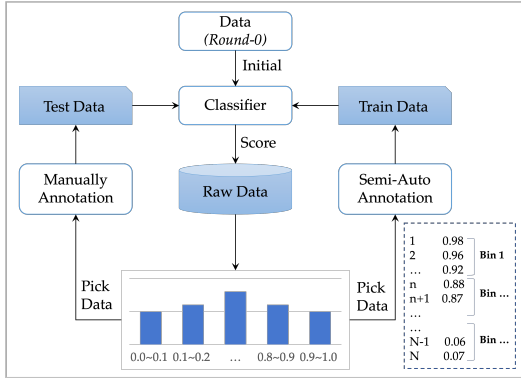 Data
(Round-0)
Initial
Test Data
Classifier
Train Data
Score
Manually
Annotation
Raw Data
Semi-Auto
Annotation
Pick
Data
Pick
Data
0.0~0.1 0.1~0.2 ... 0.8~0.9 0.9~1.0
1 0.98
2 0.96 Bin 1
... 0.92
n 0.88
n+1 0.87 Bin ...
...
...
N-1 0.06 Bin ...
N 0.07